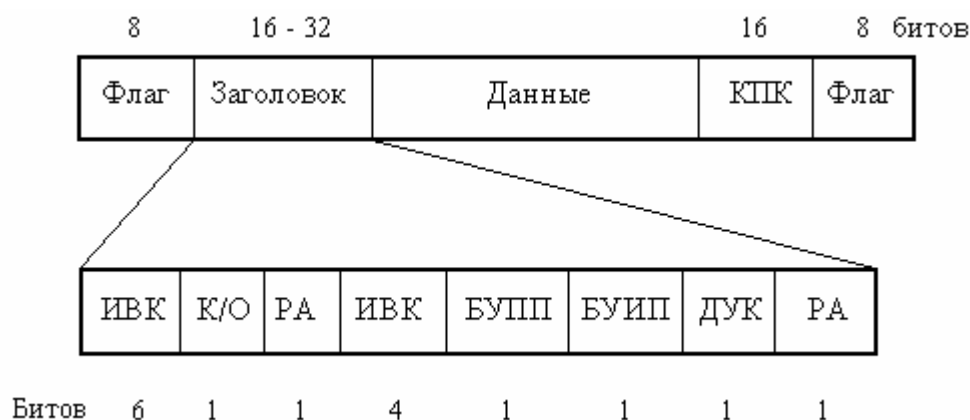 8 16 - 32 16 8 битов
Флаг Заголовок Данные КПК Флаг
ИВК К/О РА ИВК БУПП БУИП ДУК РА
Битов 6 1 1 4 1 1 1 1